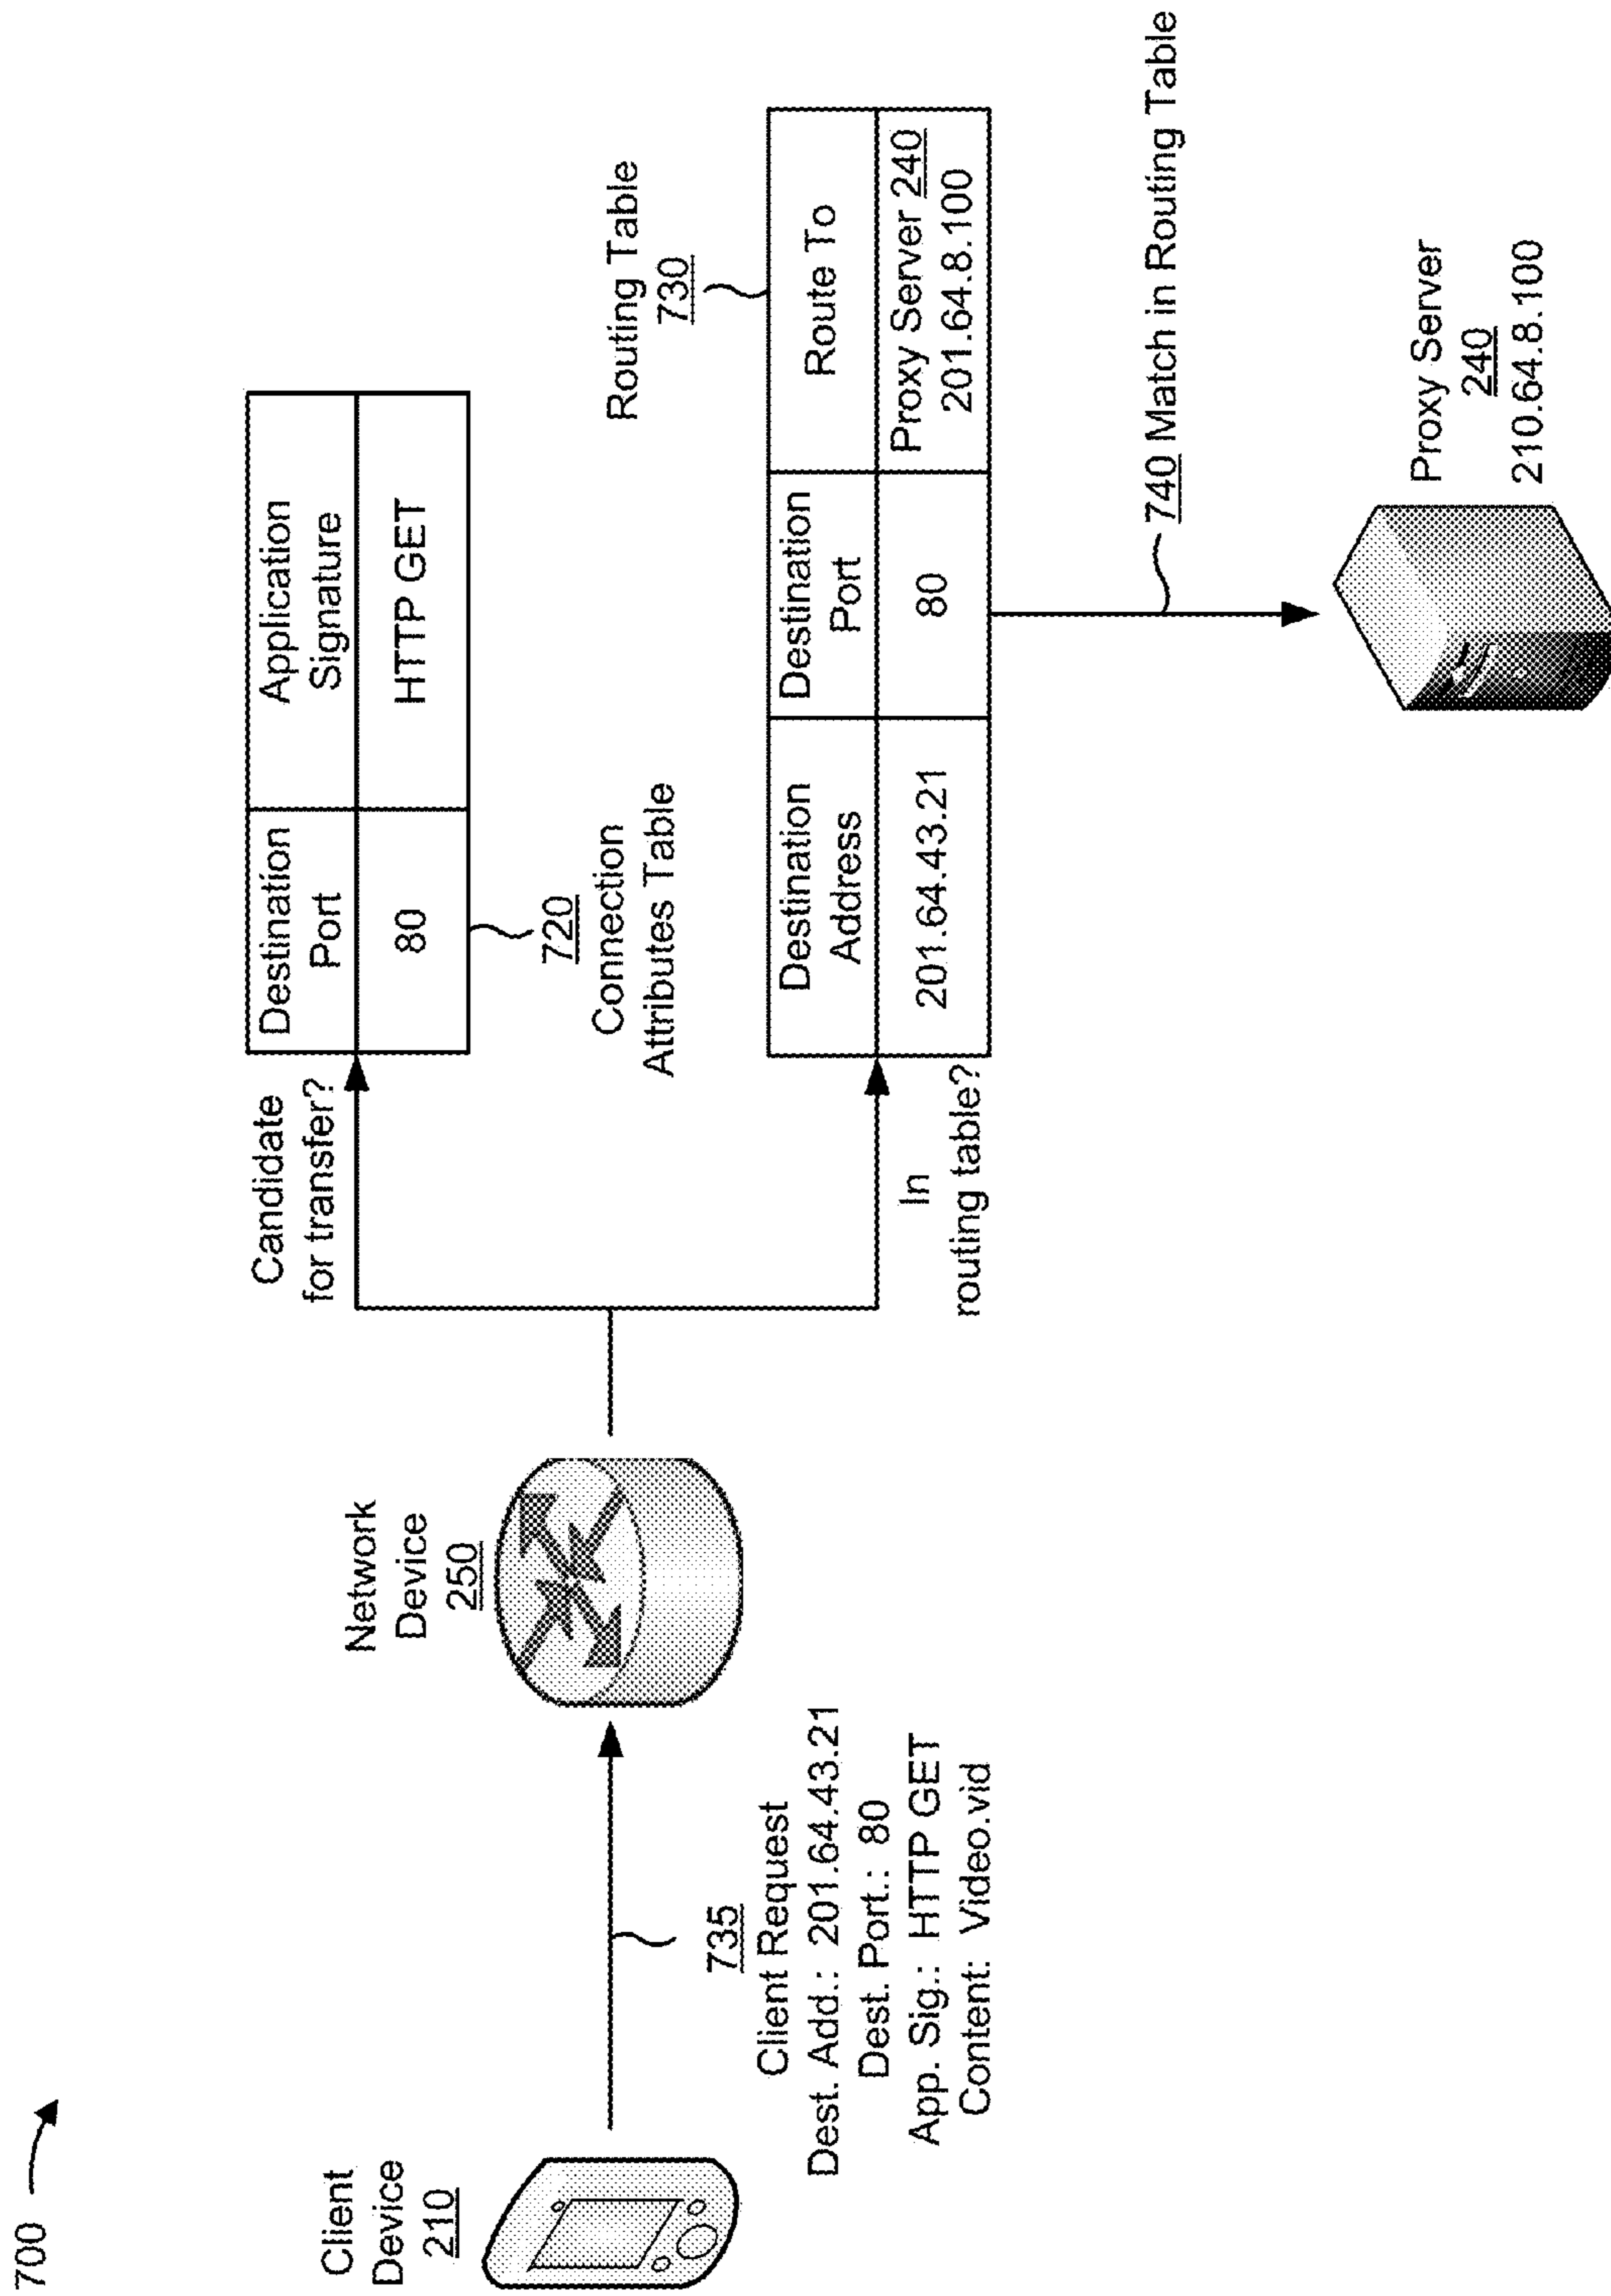 700
Client
Device
210
735
Client Request
Dest. Add.: 201.64.43.21
Dest. Port.: 80
App. Sig.: HTTP GET
Content: Video.vid
Network
Device
250
Candidate
for transfer?
Destination
Port
Application
Signature
80
HTTP GET
720
Connection
Attributes Table
In
routing table?
Routing Table
730
Destination
Address
Destination
Port
Route To
201.64.43.21
80
Proxy Server 240
201.64.8.100
740 Match in Routing Table
Proxy Server
240
210.64.8.100